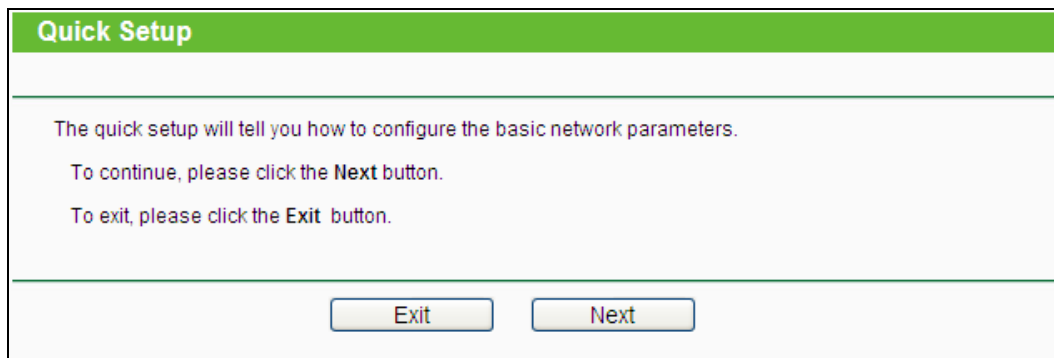 Quick Setup
The quick setup will tell you how to configure the basic network parameters.
To continue, please click the Next button.
To exit, please click the Exit button.
Exit Next